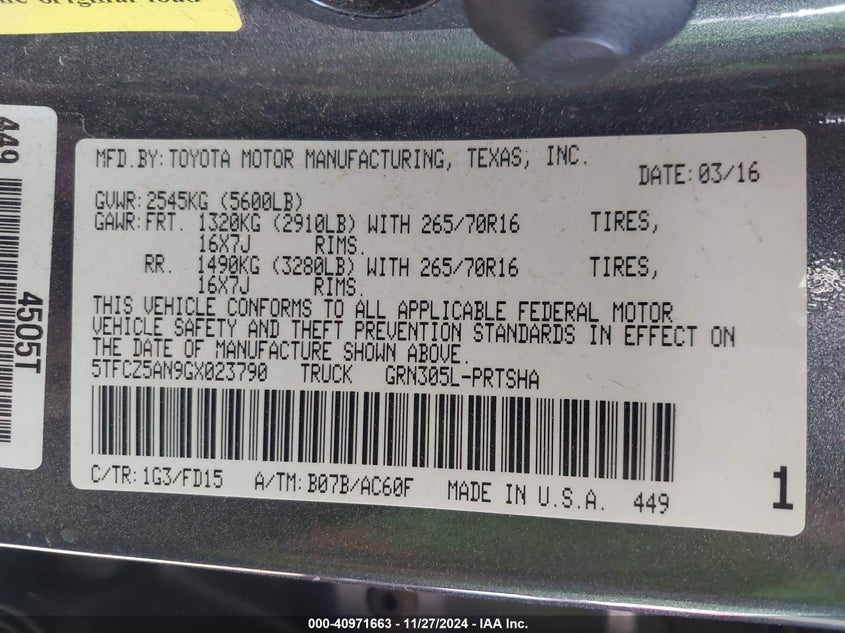 original load
449
4505T
MFD.BY:TOYOTA MOTOR MANUFACTURING, TEXAS, INC.
DATE:03/16
GVWR:2545KG (5600LB)
GAWR:FRT. 1320KG (2910LB) WITH 265/70R16 TIRES,
16X7J RIMS.
RR. 1490KG (3280LB) WITH 265/70R16 TIRES,
16X7J RIMS.
THIS VEHICLE CONFORMS TO ALL APPLICABLE FEDERAL MOTOR
VEHICLE SAFETY AND THEFT PREVENTION STANDARDS IN EFFECT ON
THE DATE OF MANUFACTURE SHOWN ABOVE.
5TFCZ5AN9GX023790 TRUCK GRN305L-PRTSHA
C/TR:1G3/FD15 A/TM:B07B/AC60F MADE IN U.S.A. 449 1
000-40971663 - 11/27/2024 - IAA Inc.